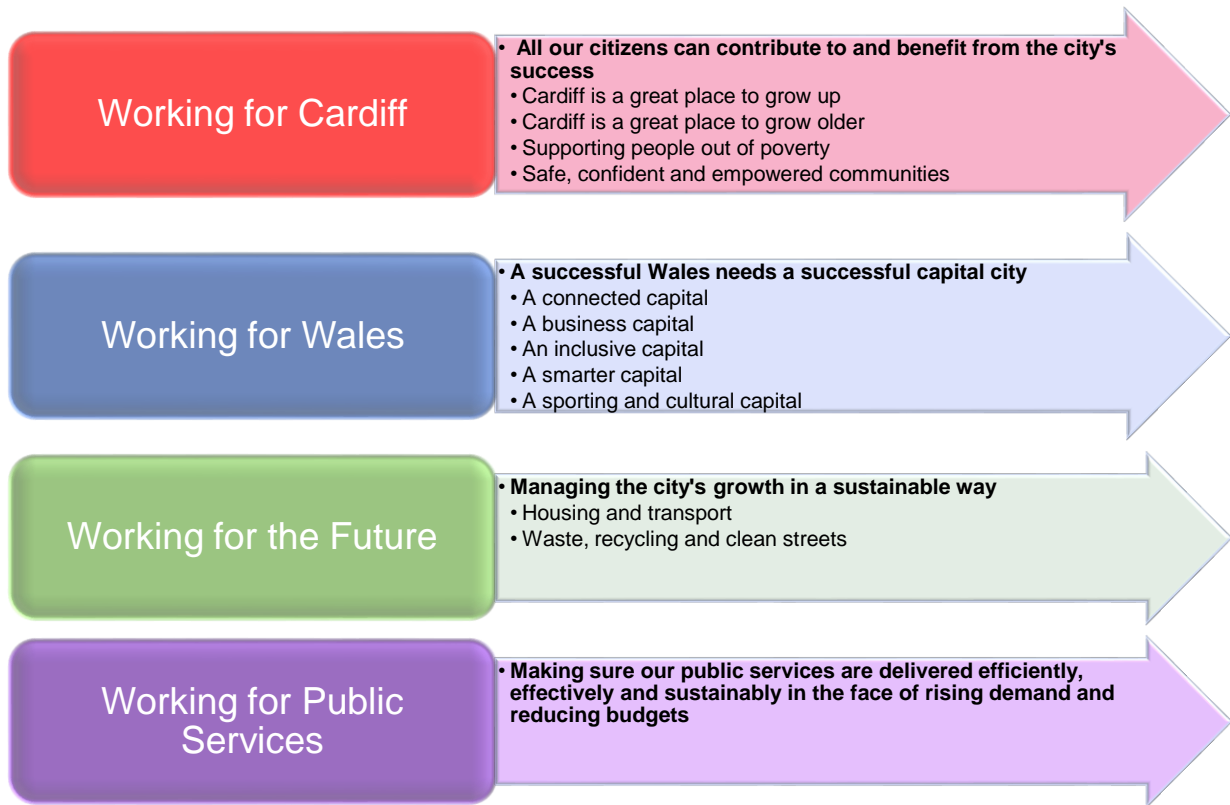 Working for Cardiff
• All our citizens can contribute to and benefit from the city's
success
• Cardiff is a great place to grow up
• Cardiff is a great place to grow older
• Supporting people out of poverty
• Safe, confident and empowered communities
Working for Wales
• A successful Wales needs a successful capital city
• A connected capital
• A business capital
• An inclusive capital
• A smarter capital
• A sporting and cultural capital
Working for the Future
• Managing the city's growth in a sustainable way
• Housing and transport
• Waste, recycling and clean streets
Working for Public
Services
• Making sure our public services are delivered efficiently,
effectively and sustainably in the face of rising demand and
reducing budgets